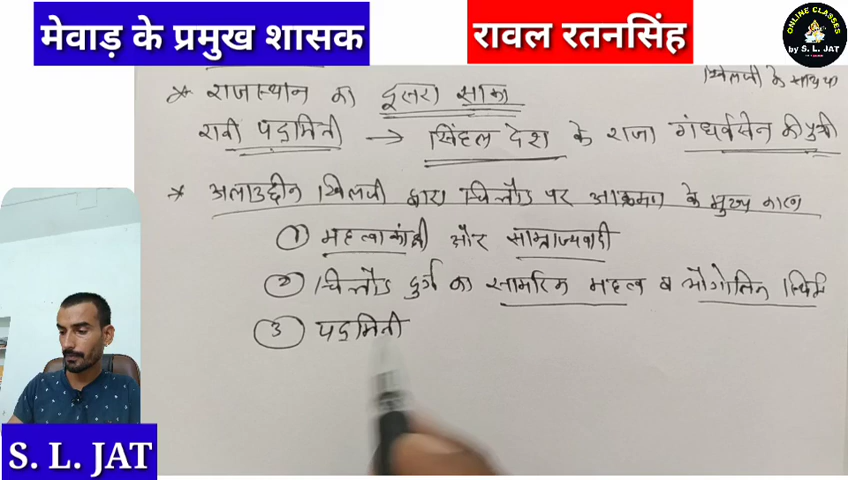 मेवाड़ के प्रमुख शासक
रावल रतनसिंह
ONLINE CLASSES
by S. L. JAT
खिलजी के
* राजस्थान का दूसरा साका
रानी पद्मिनी → सिंहल देश के राजा गंधर्वसेन की पुत्री
* अलाउद्दीन खिलजी द्वारा चित्तौड़ पर आक्रमण के मुख्य कारण
① महत्वाकांक्षी और साम्राज्यवादी
② चित्तौड़ दुर्ग का सामरिक महत्व व भौगोलिक स्थिति
③ पद्मिनी
S. L. JAT